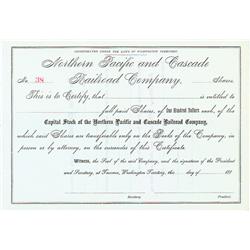 INCORPORATED UNDER THE LAWS OF WASHINGTON TERRITORY
Northern Pacific and Cascade
No. 38 Railroad Company. Shares
This is to Certify, that is entitled to
full-paid Shares, of One Hundred Dollars each, of the
Capital Stock of the Northern Pacific and Cascade Railroad Company,
which said Shares are transferable only on the Books of the Company, in
person or by attorney, on the surrender of this Certificate.
Witness, the Seal of the said Company, and the signatures of the President
and Secretary, at Tacoma, Washington Territory, the day of 188
Secretary. President.